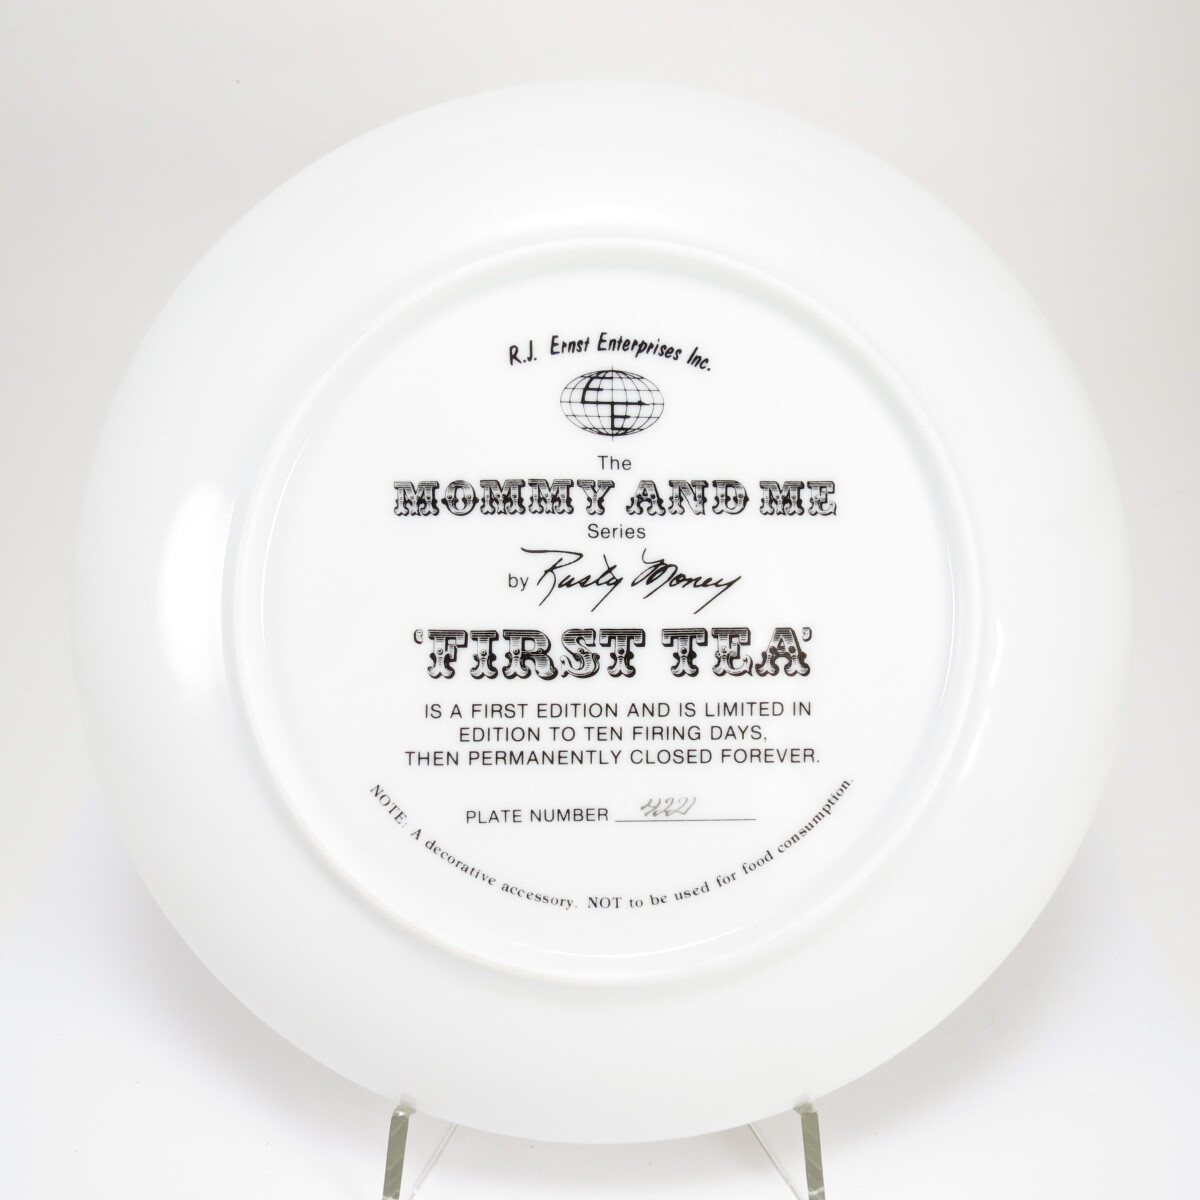 R.J. Ernst Enterprises Inc.
E E
The
MOMMY AND ME
Series
by Rusty Money
'FIRST TEA'
IS A FIRST EDITION AND IS LIMITED IN
EDITION TO TEN FIRING DAYS,
THEN PERMANENTLY CLOSED FOREVER.
PLATE NUMBER 4221
NOTE: A decorative accessory. NOT to be used for food consumption.